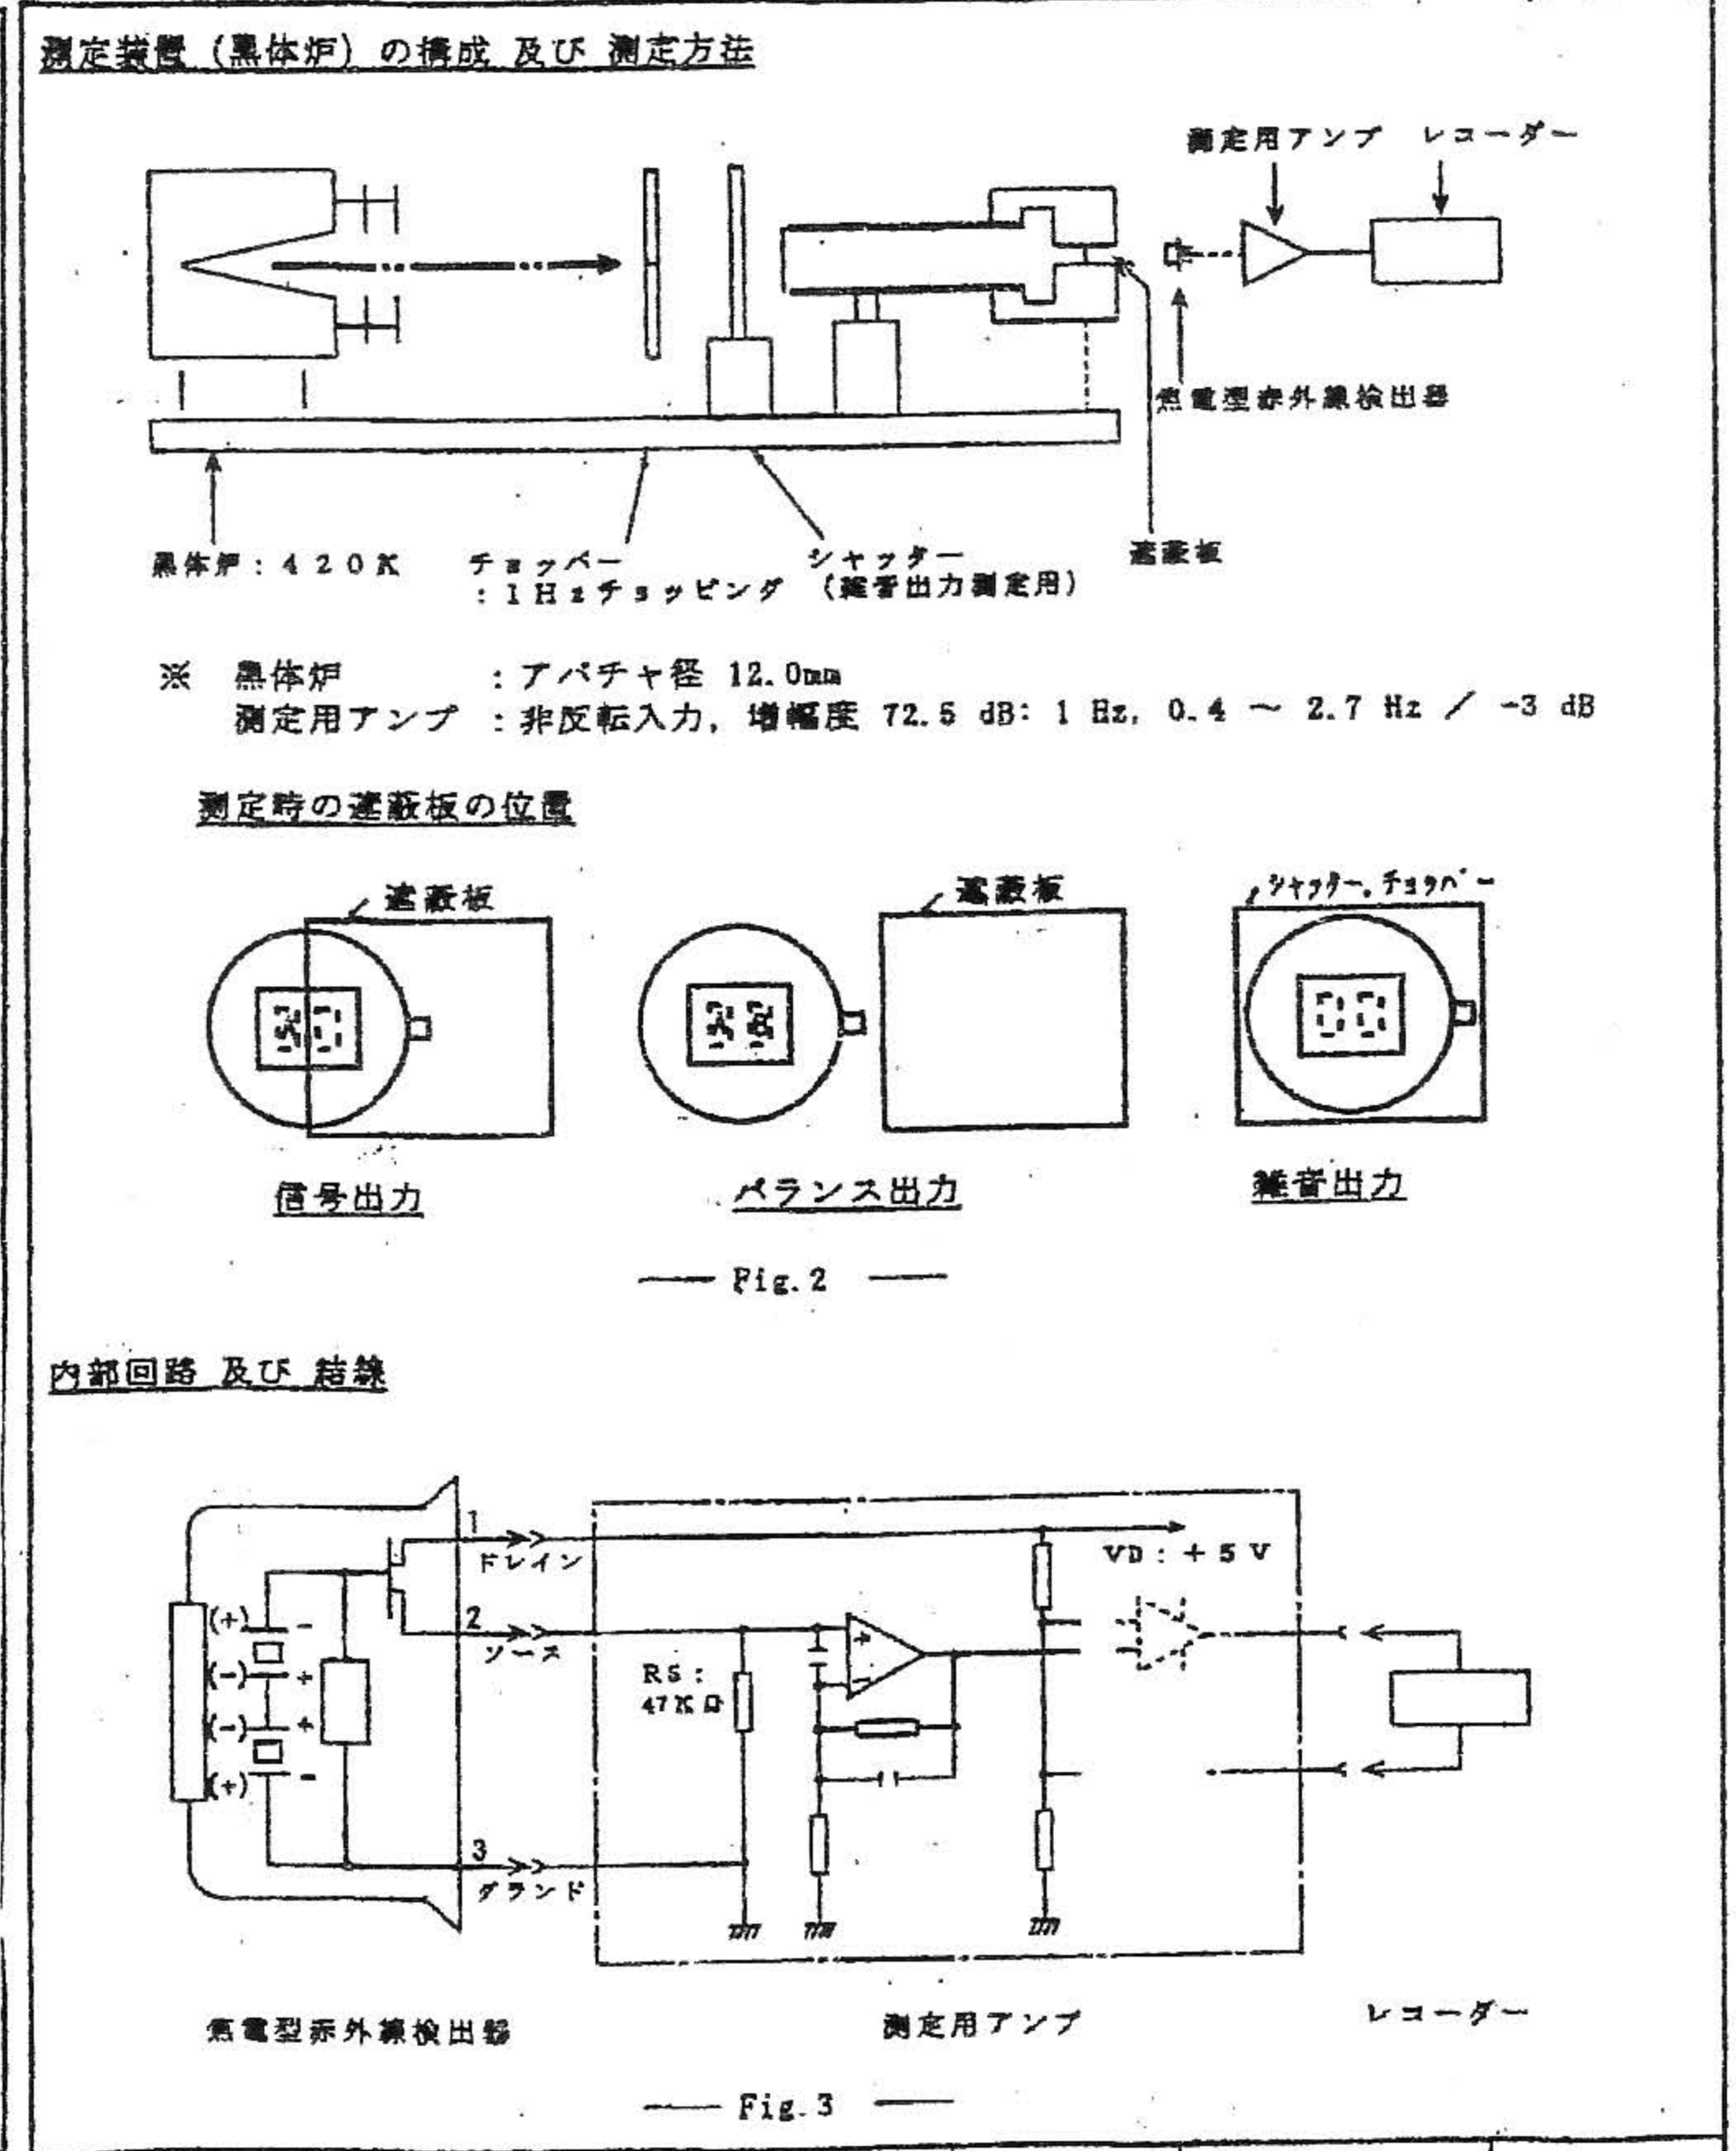 測定装置（黒体炉）の構成 及び 測定方法
測定用アンプ レコーダー
焦電型赤外線検出器
黒体炉：420K
チョッパー
：1Hzチョッピング
シャッター
（雑音出力測定用）
遮蔽板
※ 黒体炉 ：アパチャ径 12.0mm
測定用アンプ ：非反転入力, 増幅度 72.5 dB: 1 Hz, 0.4 ～ 2.7 Hz / -3 dB
測定時の遮蔽板の位置
遮蔽板
遮蔽板
シャッター，チョッパー
信号出力
バランス出力
雑音出力
Fig. 2
内部回路 及び 結線
1
ドレイン
VD：+5V
(+) -
2
ソース
+
(-) +
RS：
47KΩ
-
(-) +
(+) -
3
グランド
焦電型赤外線検出器
測定用アンプ
レコーダー
Fig. 3